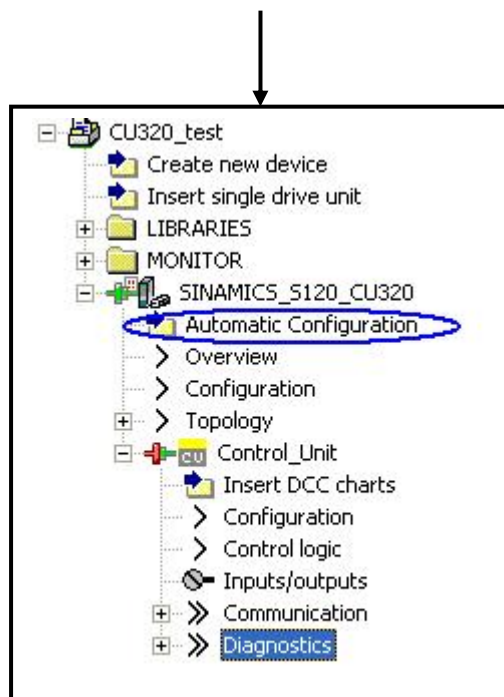 CU320_test
Create new device
Insert single drive unit
LIBRARIES
MONITOR
SINAMICS_S120_CU320
Automatic Configuration
Overview
Configuration
Topology
Control_Unit
Insert DCC charts
Configuration
Control logic
Inputs/outputs
Communication
Diagnostics